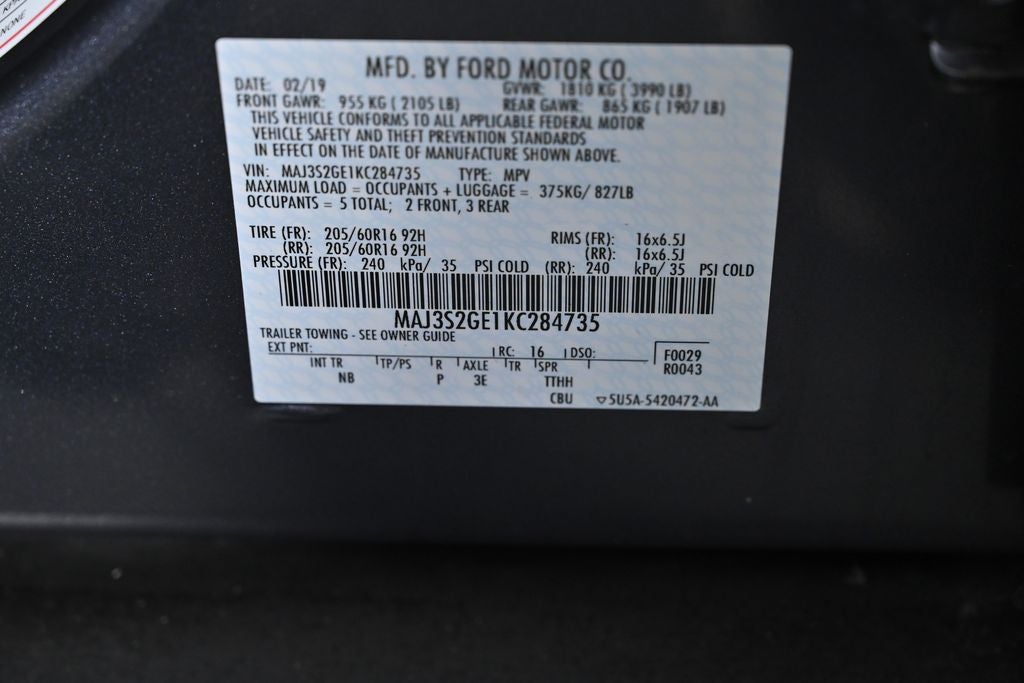 NONE
MFD. BY FORD MOTOR CO.
DATE: 02/19 GVWR: 1810 KG ( 3990 LB)
FRONT GAWR: 955 KG ( 2105 LB) REAR GAWR: 865 KG ( 1907 LB)
THIS VEHICLE CONFORMS TO ALL APPLICABLE FEDERAL MOTOR
VEHICLE SAFETY AND THEFT PREVENTION STANDARDS
IN EFFECT ON THE DATE OF MANUFACTURE SHOWN ABOVE.
VIN: MAJ3S2GE1KC284735 TYPE: MPV
MAXIMUM LOAD = OCCUPANTS + LUGGAGE = 375KG/ 827LB
OCCUPANTS = 5 TOTAL; 2 FRONT, 3 REAR
TIRE (FR): 205/60R16 92H RIMS (FR): 16x6.5J
(RR): 205/60R16 92H (RR): 16x6.5J
PRESSURE (FR): 240 kPa/ 35 PSI COLD (RR): 240 kPa/ 35 PSI COLD
MAJ3S2GE1KC284735
TRAILER TOWING - SEE OWNER GUIDE
EXT PNT: RC: 16 DSO: F0029
R0043
INT TR TP/PS R AXLE TR SPR
NB P 3E TTHH
CBU ▽5U5A-5420472-AA